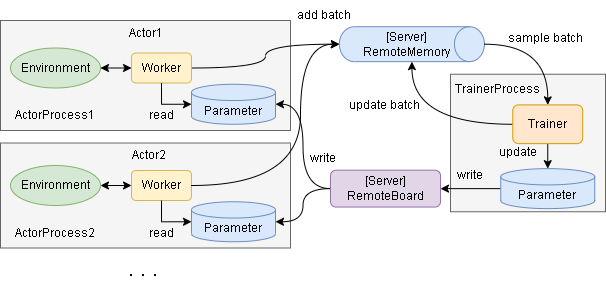 Actor1
add batch
[Server]
RemoteMemory
sample batch
Environment
Worker
Parameter
read
ActorProcess1
update batch
TrainerProcess
Trainer
update
Parameter
Actor2
write
[Server]
RemoteBoard
write
Environment
Worker
Parameter
read
ActorProcess2
. . .